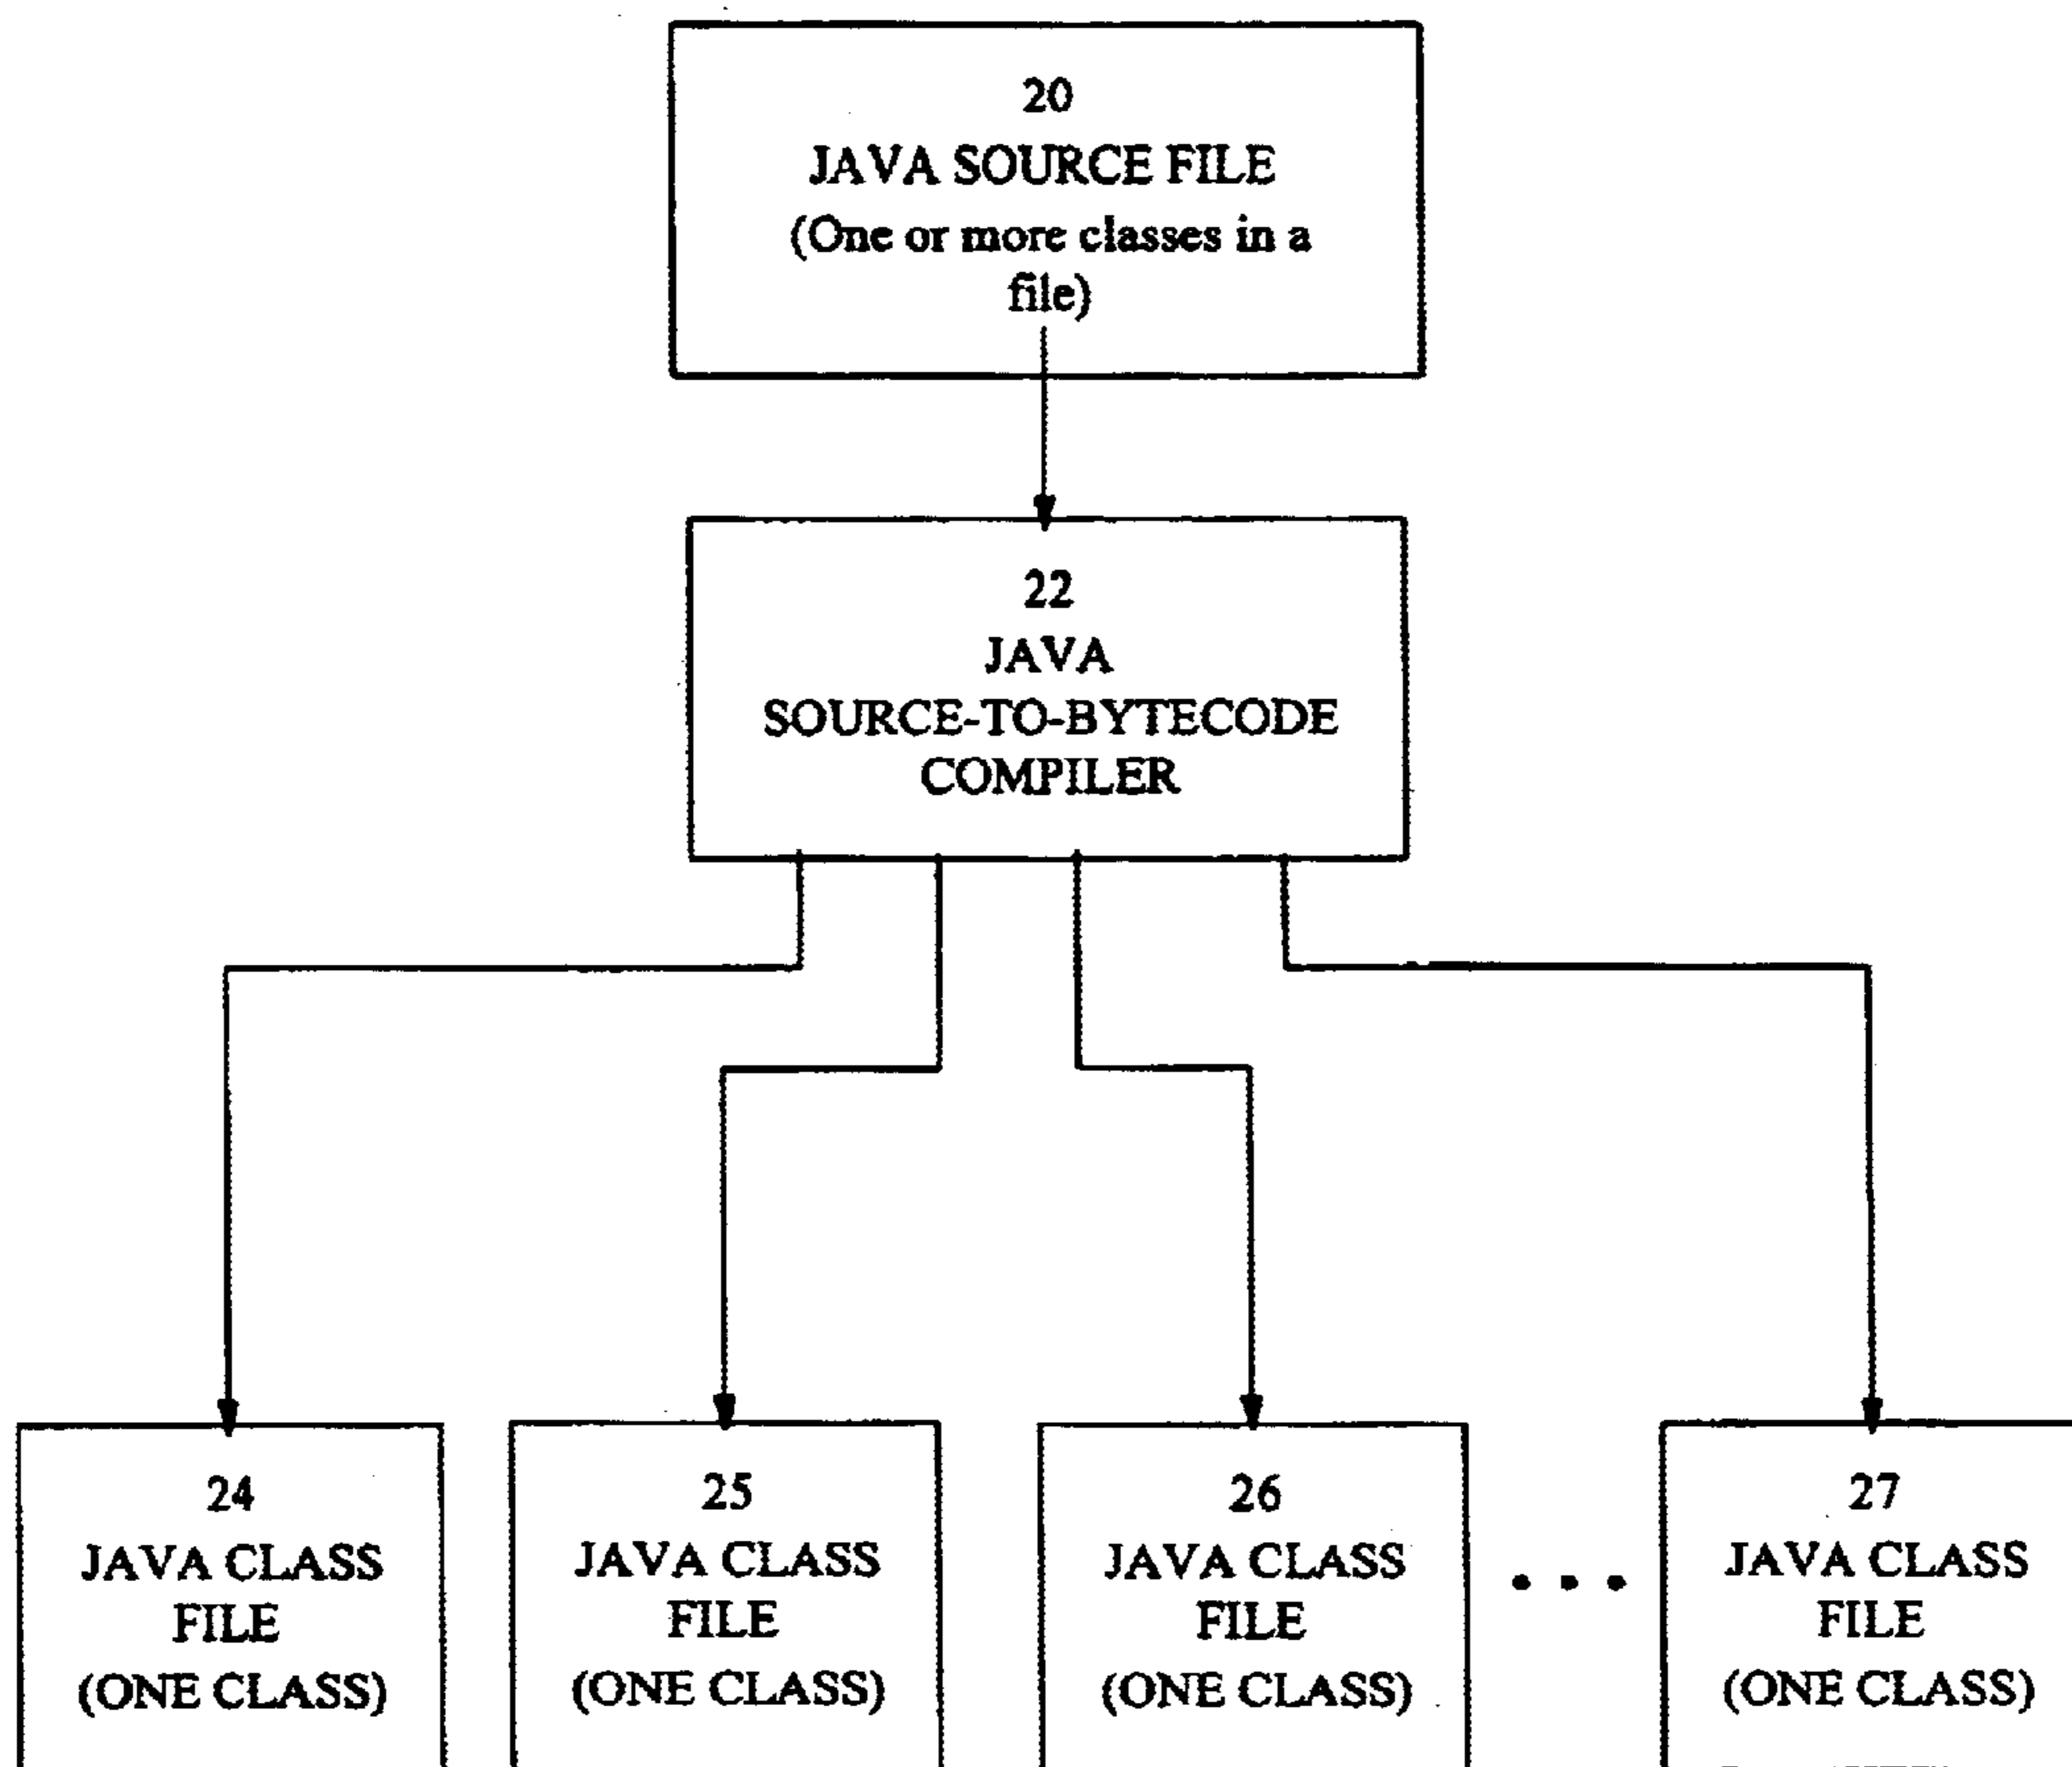 20
JAVA SOURCE FILE
(One or more classes in a
file)
22
JAVA
SOURCE-TO-BYTECODE
COMPILER
24
JAVA CLASS
FILE
(ONE CLASS)
25
JAVA CLASS
FILE
(ONE CLASS)
26
JAVA CLASS
FILE
(ONE CLASS)
• • •
27
JAVA CLASS
FILE
(ONE CLASS)